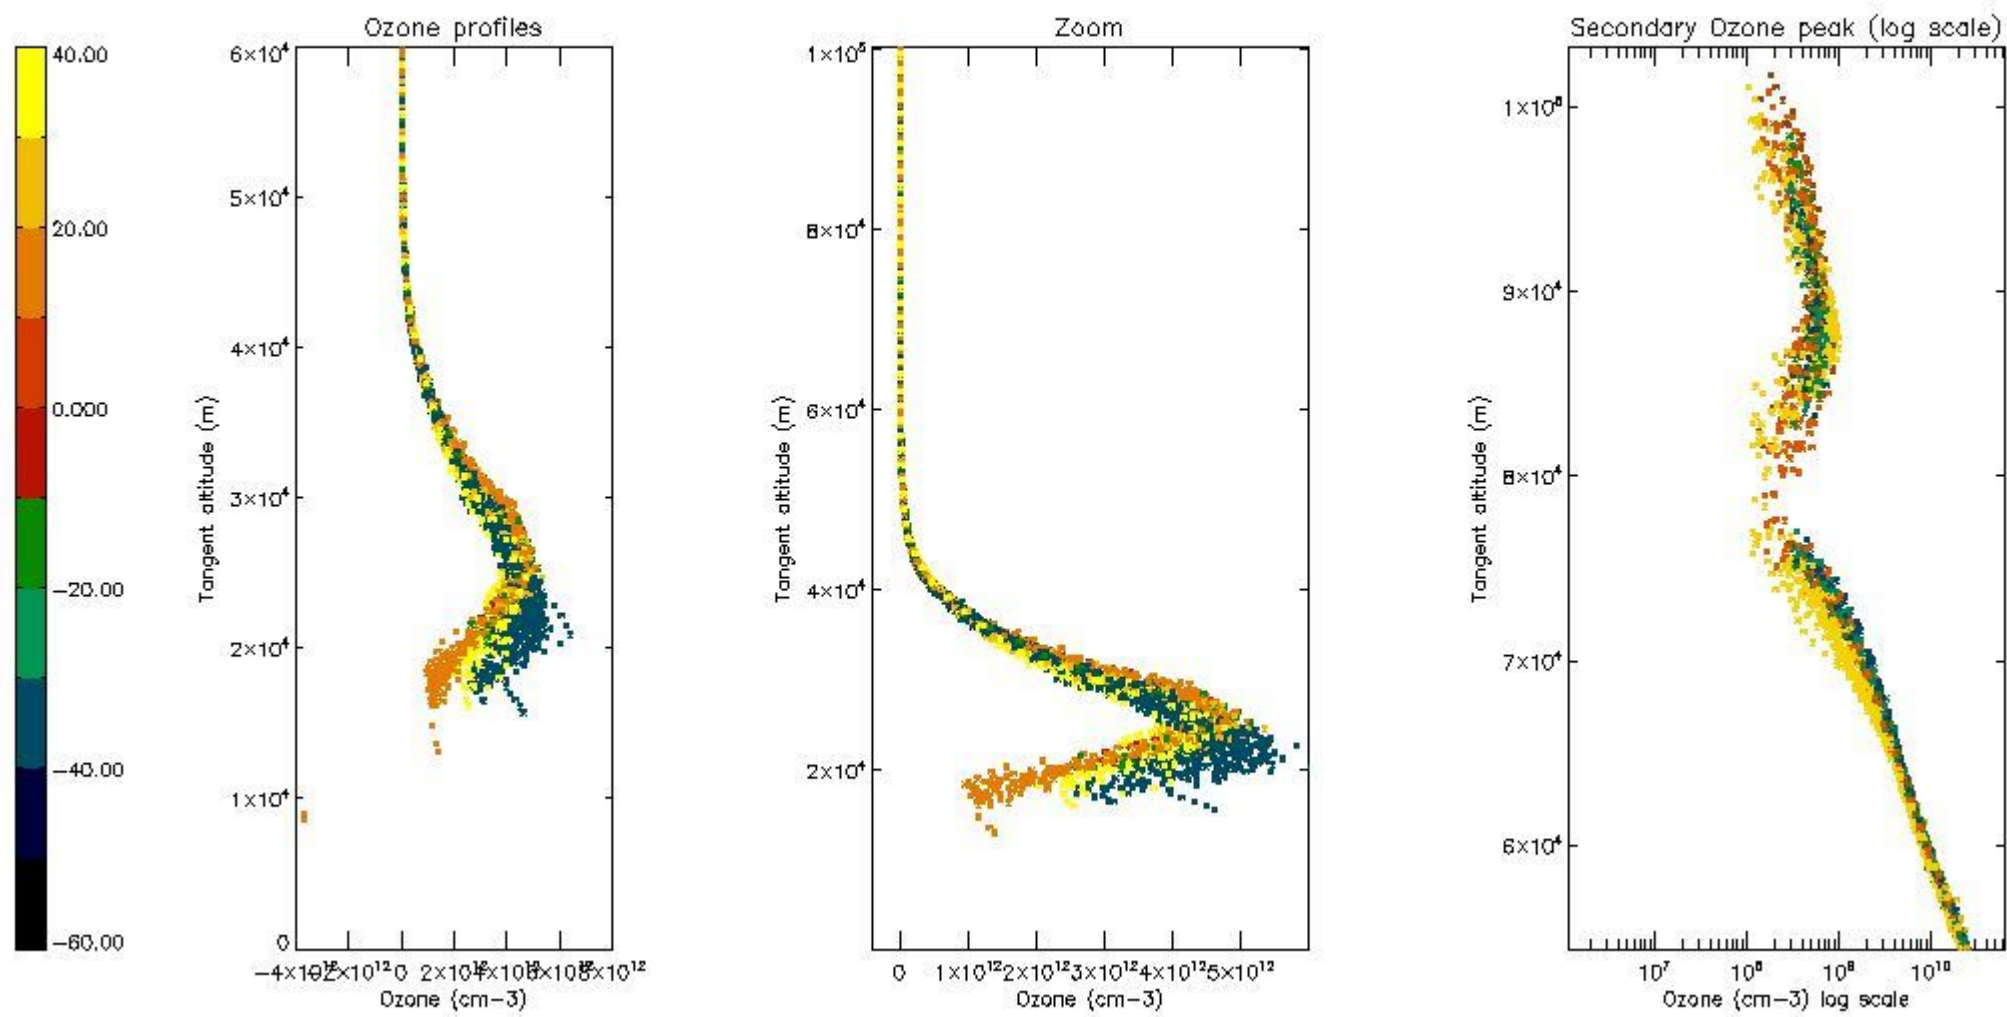 Ozone profiles
Zoom
Secondary Ozone peak (log scale)
40.00
20.00
0.000
−20.00
−40.00
−60.00
6×10⁴
5×10⁴
4×10⁴
3×10⁴
2×10⁴
1×10⁴
0
Tangent altitude (m)
0
Ozone (cm−3)
1×10⁵
8×10⁴
6×10⁴
4×10⁴
2×10⁴
Tangent altitude (m)
0 1×10¹² 2×10¹² 3×10¹² 4×10¹² 5×10¹²
Ozone (cm−3)
9×10⁴
8×10⁴
7×10⁴
6×10⁴
Tangent altitude (m)
10⁷ 10⁸ 10⁹ 10¹⁰
Ozone (cm−3) log scale